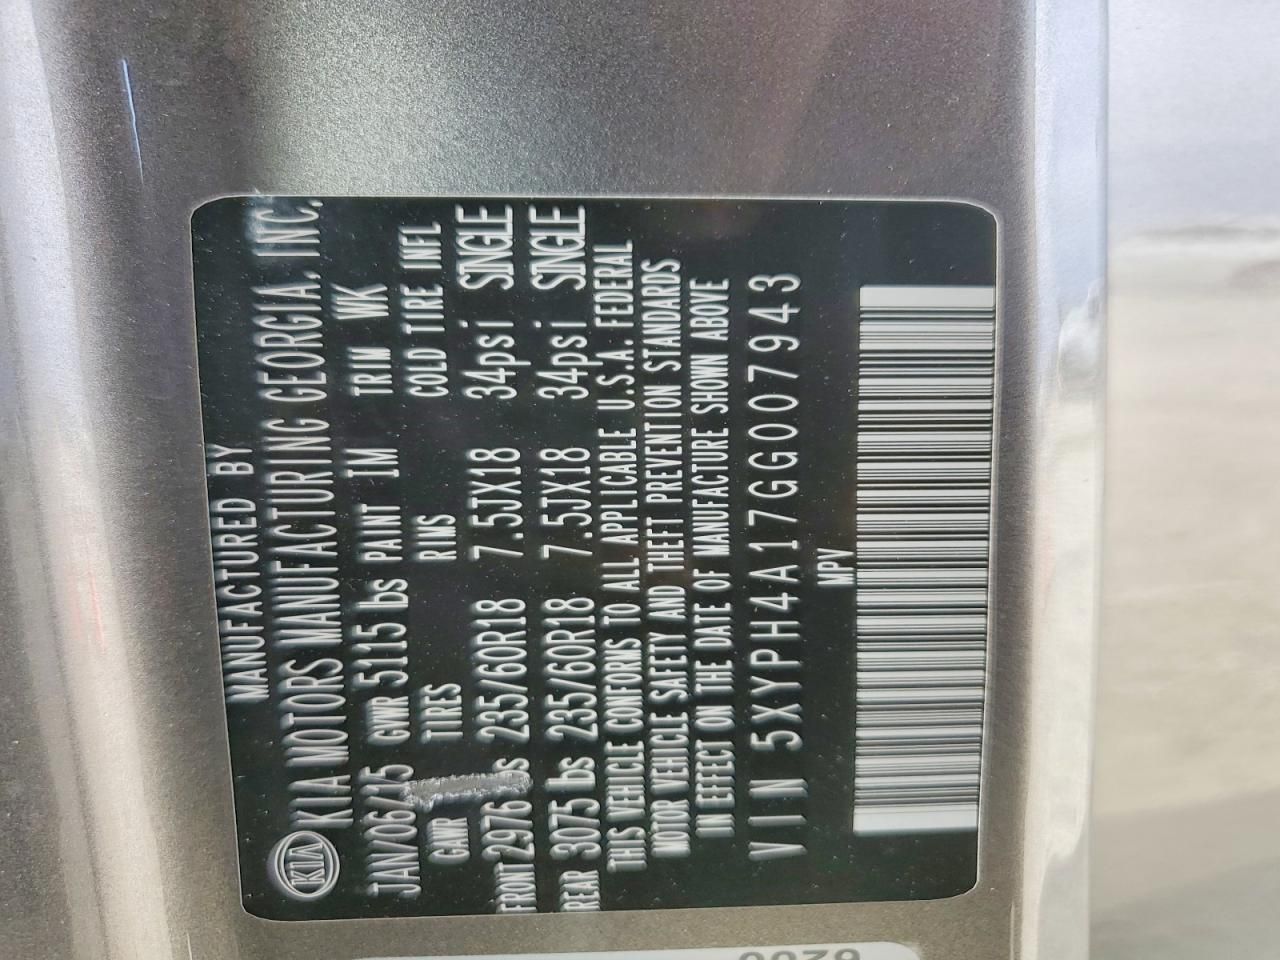 MANUFACTURED BY
KIA KIA MOTORS MANUFACTURING GEORGIA, INC.
JAN/06/15 GVWR 5115 lbs PAINT IM TRIM WK
GAWR TIRES RIMS COLD TIRE INFL
FRONT 2976 235/60R18 7.5JX18 34psi SINGLE
REAR 3075 lbs 235/60R18 7.5JX18 34psi SINGLE
THIS VEHICLE CONFORMS TO ALL APPLICABLE U.S.A. FEDERAL
MOTOR VEHICLE SAFETY AND THEFT PREVENTION STANDARDS
IN EFFECT ON THE DATE OF MANUFACTURE SHOWN ABOVE
VIN 5XYPH4A17GG007943
MPV